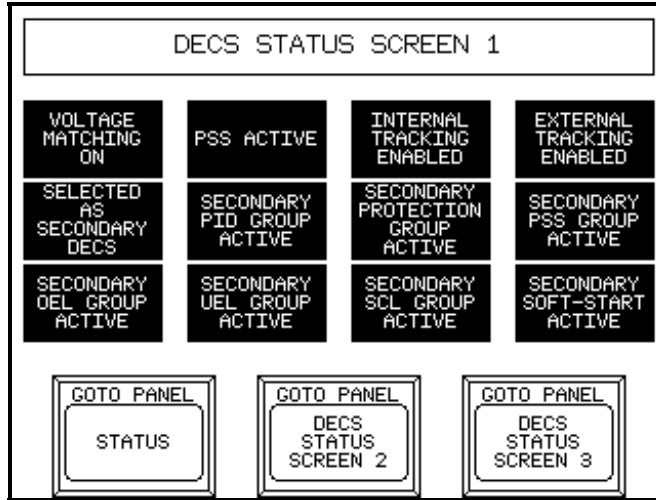 DECS STATUS SCREEN 1
VOLTAGE
MATCHING
ON
PSS ACTIVE
INTERNAL
TRACKING
ENABLED
EXTERNAL
TRACKING
ENABLED
SELECTED
AS
SECONDARY
DECS
SECONDARY
PID GROUP
ACTIVE
SECONDARY
PROTECTION
GROUP
ACTIVE
SECONDARY
PSS GROUP
ACTIVE
SECONDARY
OEL GROUP
ACTIVE
SECONDARY
UEL GROUP
ACTIVE
SECONDARY
SCL GROUP
ACTIVE
SECONDARY
SOFT-START
ACTIVE
GOTO PANEL
STATUS
GOTO PANEL
DECS
STATUS
SCREEN 2
GOTO PANEL
DECS
STATUS
SCREEN 3